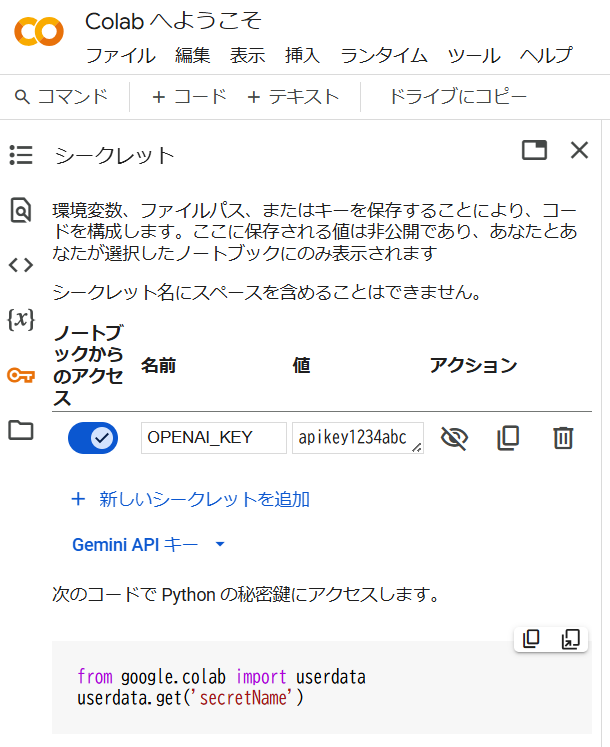 Colab へようこそ
ファイル 編集 表示 挿入 ランタイム ツール ヘルプ
コマンド + コード + テキスト ドライブにコピー
シークレット
環境変数、ファイルパス、またはキーを保存することにより、コー
ドを構成します。ここに保存される値は非公開であり、あなたとあ
なたが選択したノートブックにのみ表示されます
シークレット名にスペースを含めることはできません。
ノートブ
ックから
のアクセ
ス
名前 値 アクション
OPENAI_KEY apikey1234abc
+ 新しいシークレットを追加
Gemini API キー
次のコードで Python の秘密鍵にアクセスします。
from google.colab import userdata
userdata.get('secretName')